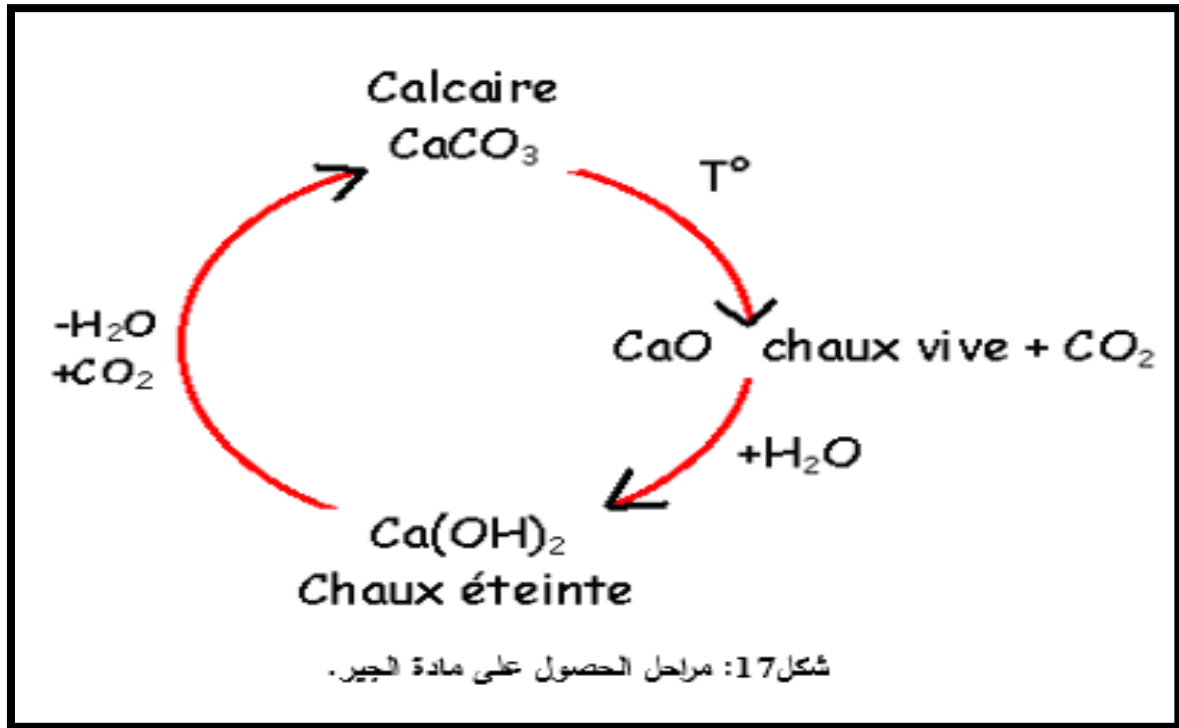 Calcaire
CaCO₃
T°
CaO chaux vive + CO₂
+H₂O
Ca(OH)₂
Chaux éteinte
-H₂O
+CO₂
شكل17: مراحل الحصول على مادة الجير.